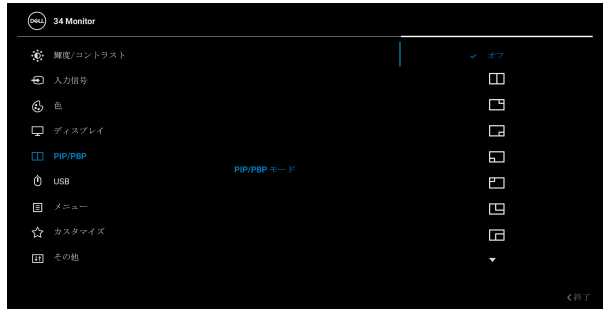 DELL 34 Monitor
輝度/コントラスト
オフ
入力信号
色
ディスプレイ
PIP/PBP
PIP/PBP モード
USB
メニュー
カスタマイズ
その他
終了